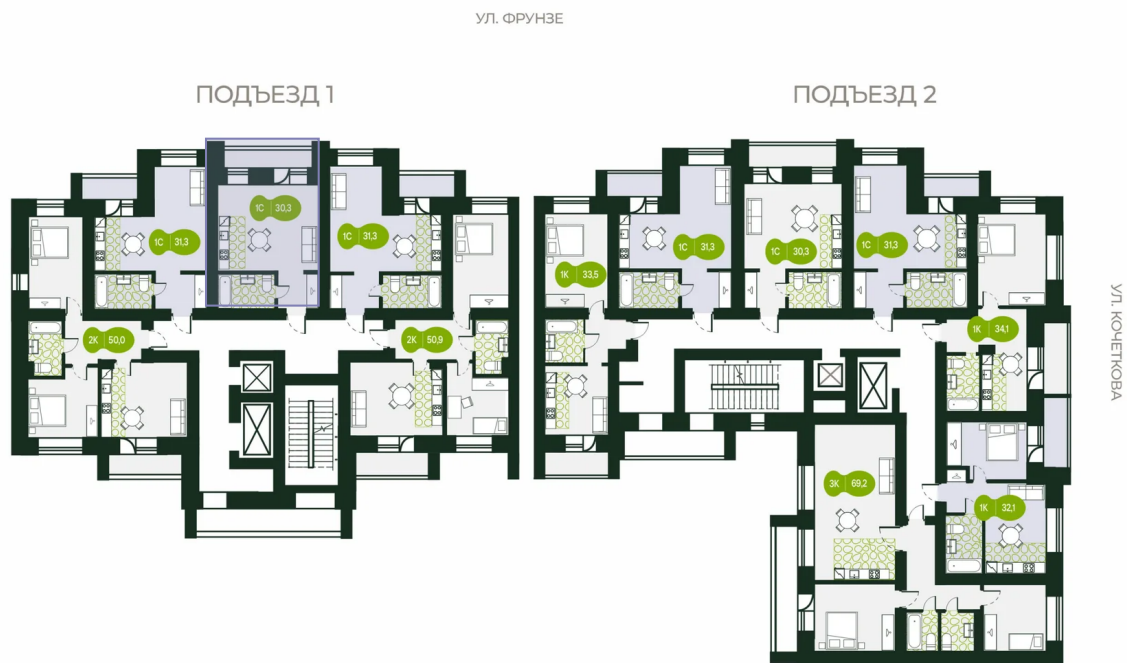 УЛ. ФРУНЗЕ
ПОДЪЕЗД 1
ПОДЪЕЗД 2
1С 31,3
1С 30,3
1С 31,3
1К 33,5
1С 31,3
1С 30,3
1С 31,3
2К 50,0
2К 50,9
1К 34,1
УЛ. КОЧЕТКОВА
3К 69,2
1К 32,1